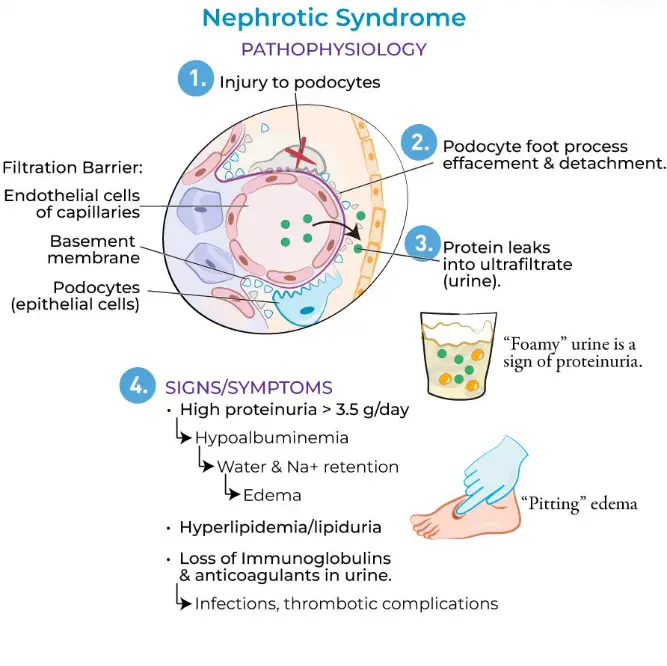 Nephrotic Syndrome
PATHOPHYSIOLOGY
1. Injury to podocytes
2. Podocyte foot process
effacement & detachment.
Filtration Barrier:
Endothelial cells
of capillaries
Basement
membrane
Podocytes
(epithelial cells)
3. Protein leaks
into ultrafiltrate
(urine).
“Foamy” urine is a
sign of proteinuria.
4. SIGNS/SYMPTOMS
• High proteinuria > 3.5 g/day
Hypoalbuminemia
Water & Na+ retention
Edema
“Pitting” edema
• Hyperlipidemia/lipiduria
• Loss of Immunoglobulins
& anticoagulants in urine.
Infections, thrombotic complications